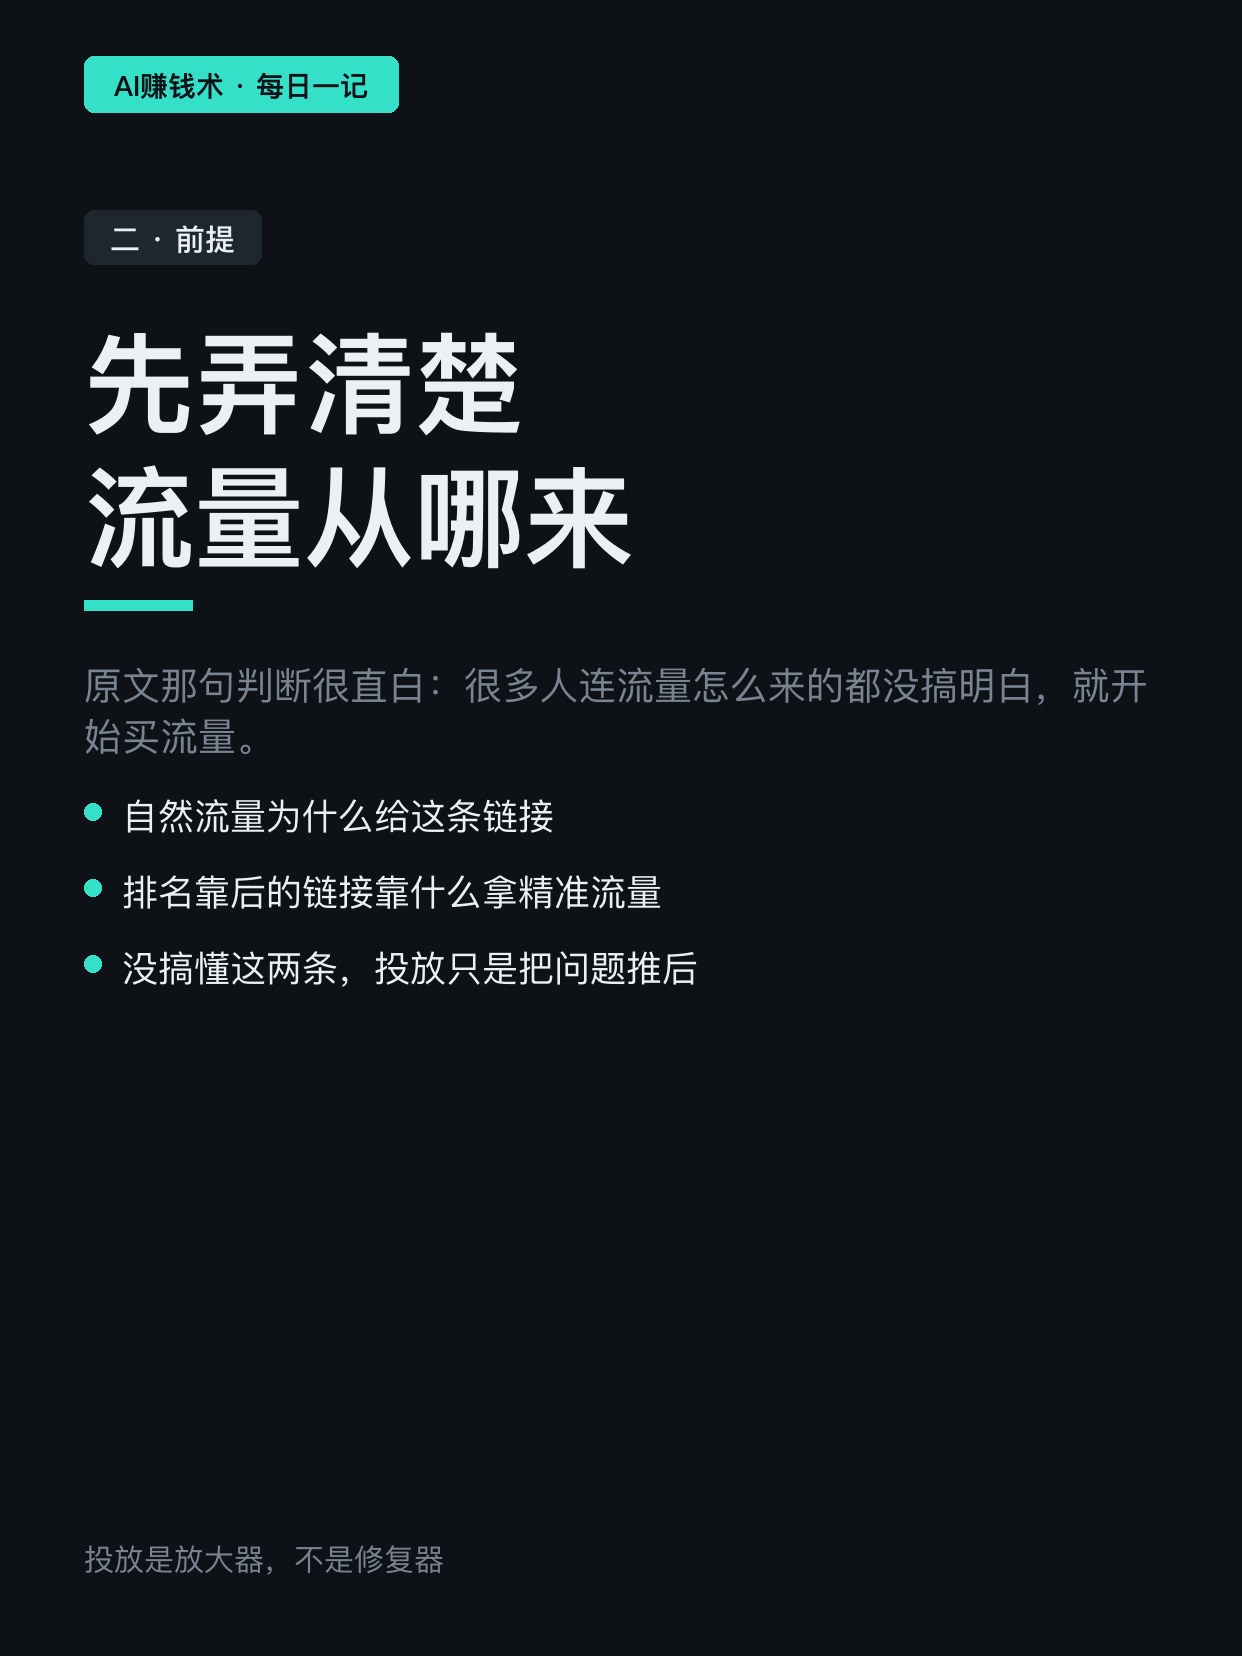 AI赚钱术 · 每日一记
二 · 前提
先弄清楚
流量从哪来
原文那句判断很直白：很多人连流量怎么来的都没搞明白，就开
始买流量。
自然流量为什么给这条链接
排名靠后的链接靠什么拿精准流量
没搞懂这两条，投放只是把问题推后
投放是放大器，不是修复器